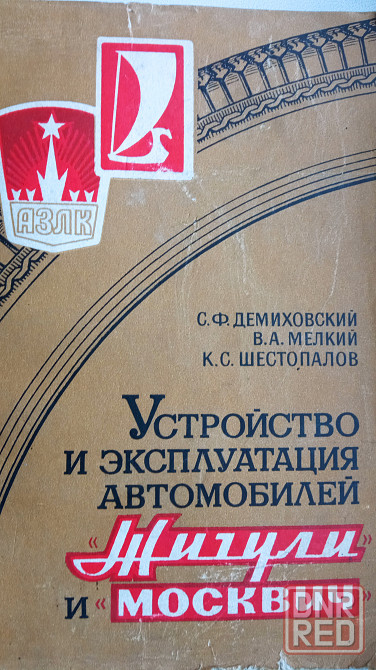 АЗЛК
С.Ф. ДЕМИХОВСКИЙ
В.А. МЕЛКИЙ
К.С. ШЕСТОПАЛОВ
УСТРОЙСТВО
И ЭКСПЛУАТАЦИЯ
АВТОМОБИЛЕЙ
«Жигули»
И «МОСКВИЧ»
DNR
RED